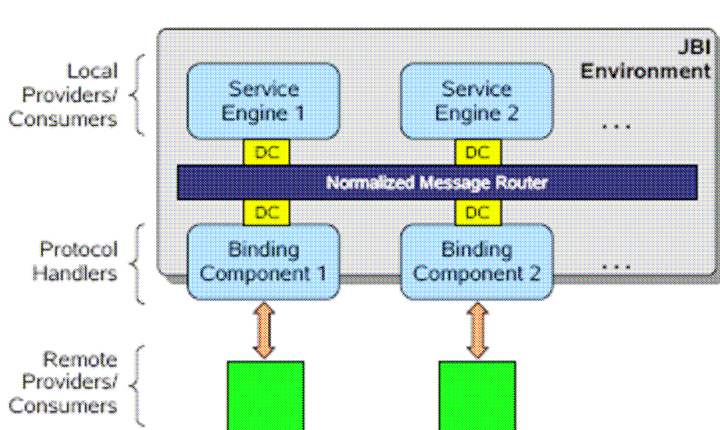 JBI
Environment
Local
Providers/
Consumers
Service
Engine 1
Service
Engine 2
...
DC
DC
Normalized Message Router
DC
DC
Protocol
Handlers
Binding
Component 1
Binding
Component 2
...
Remote
Providers/
Consumers